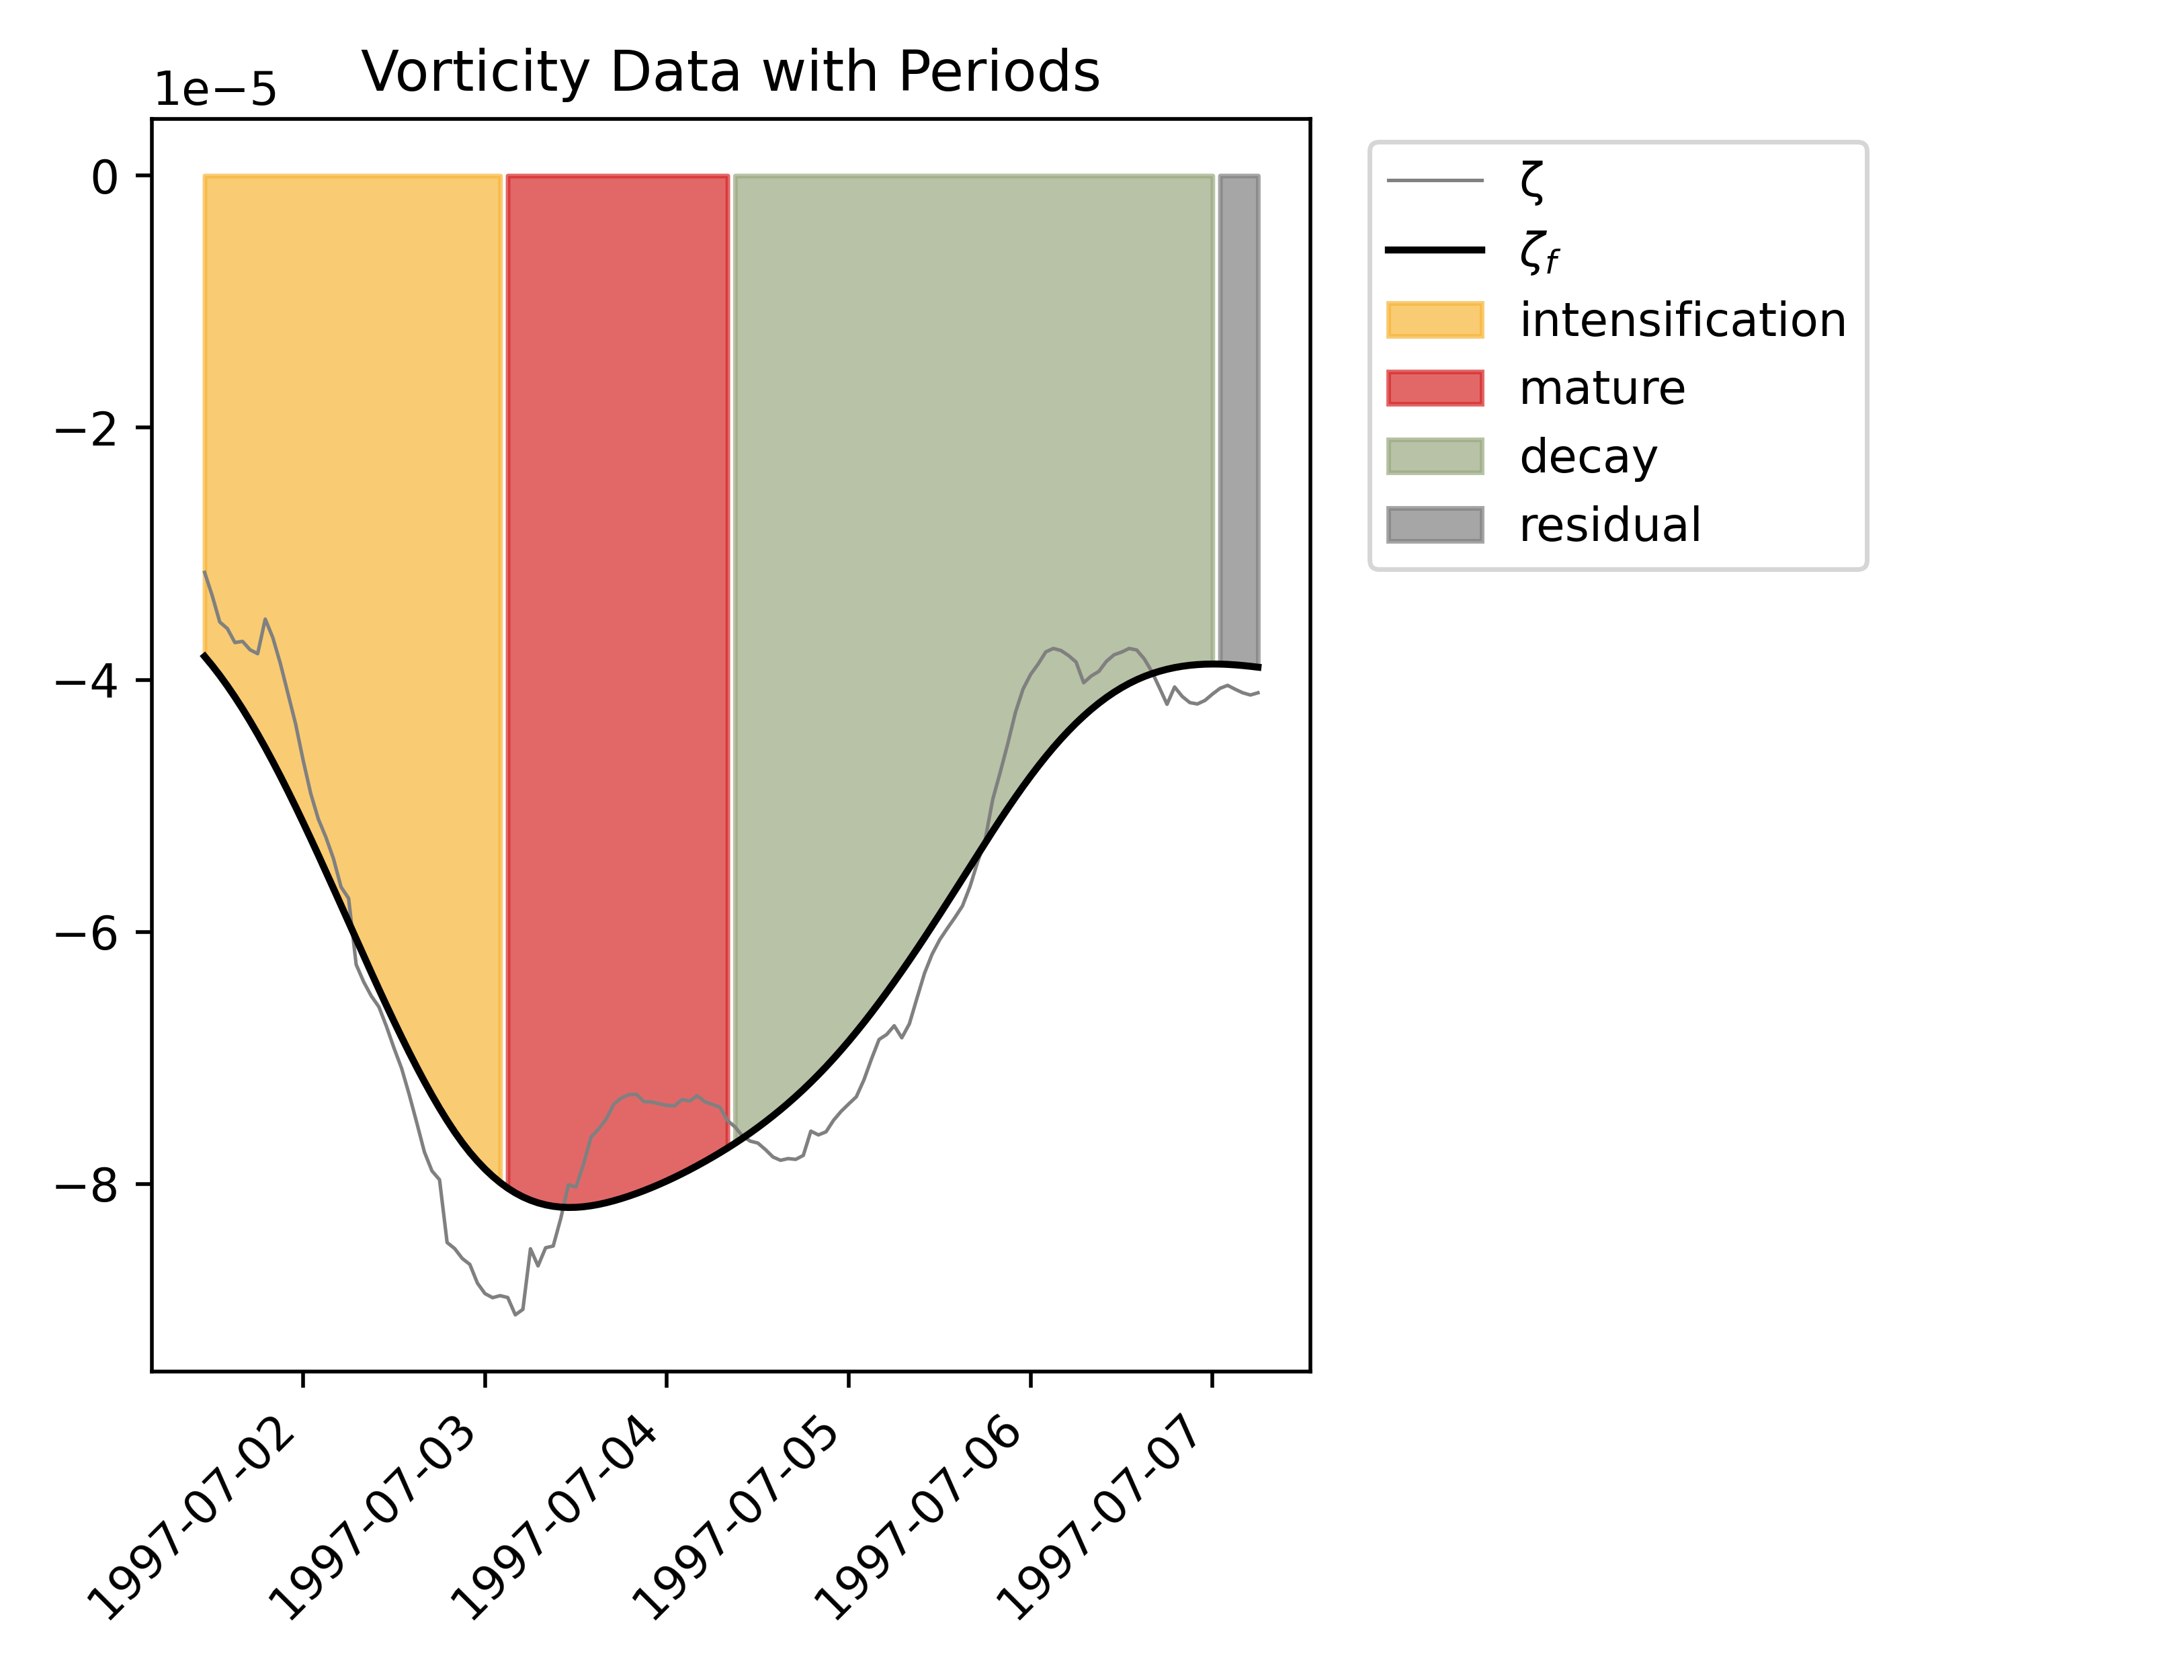 Vorticity Data with Periods
1e−5
0
−2
−4
−6
−8
1997-07-02
1997-07-03
1997-07-04
1997-07-05
1997-07-06
1997-07-07
ζ
ζf
intensification
mature
decay
residual